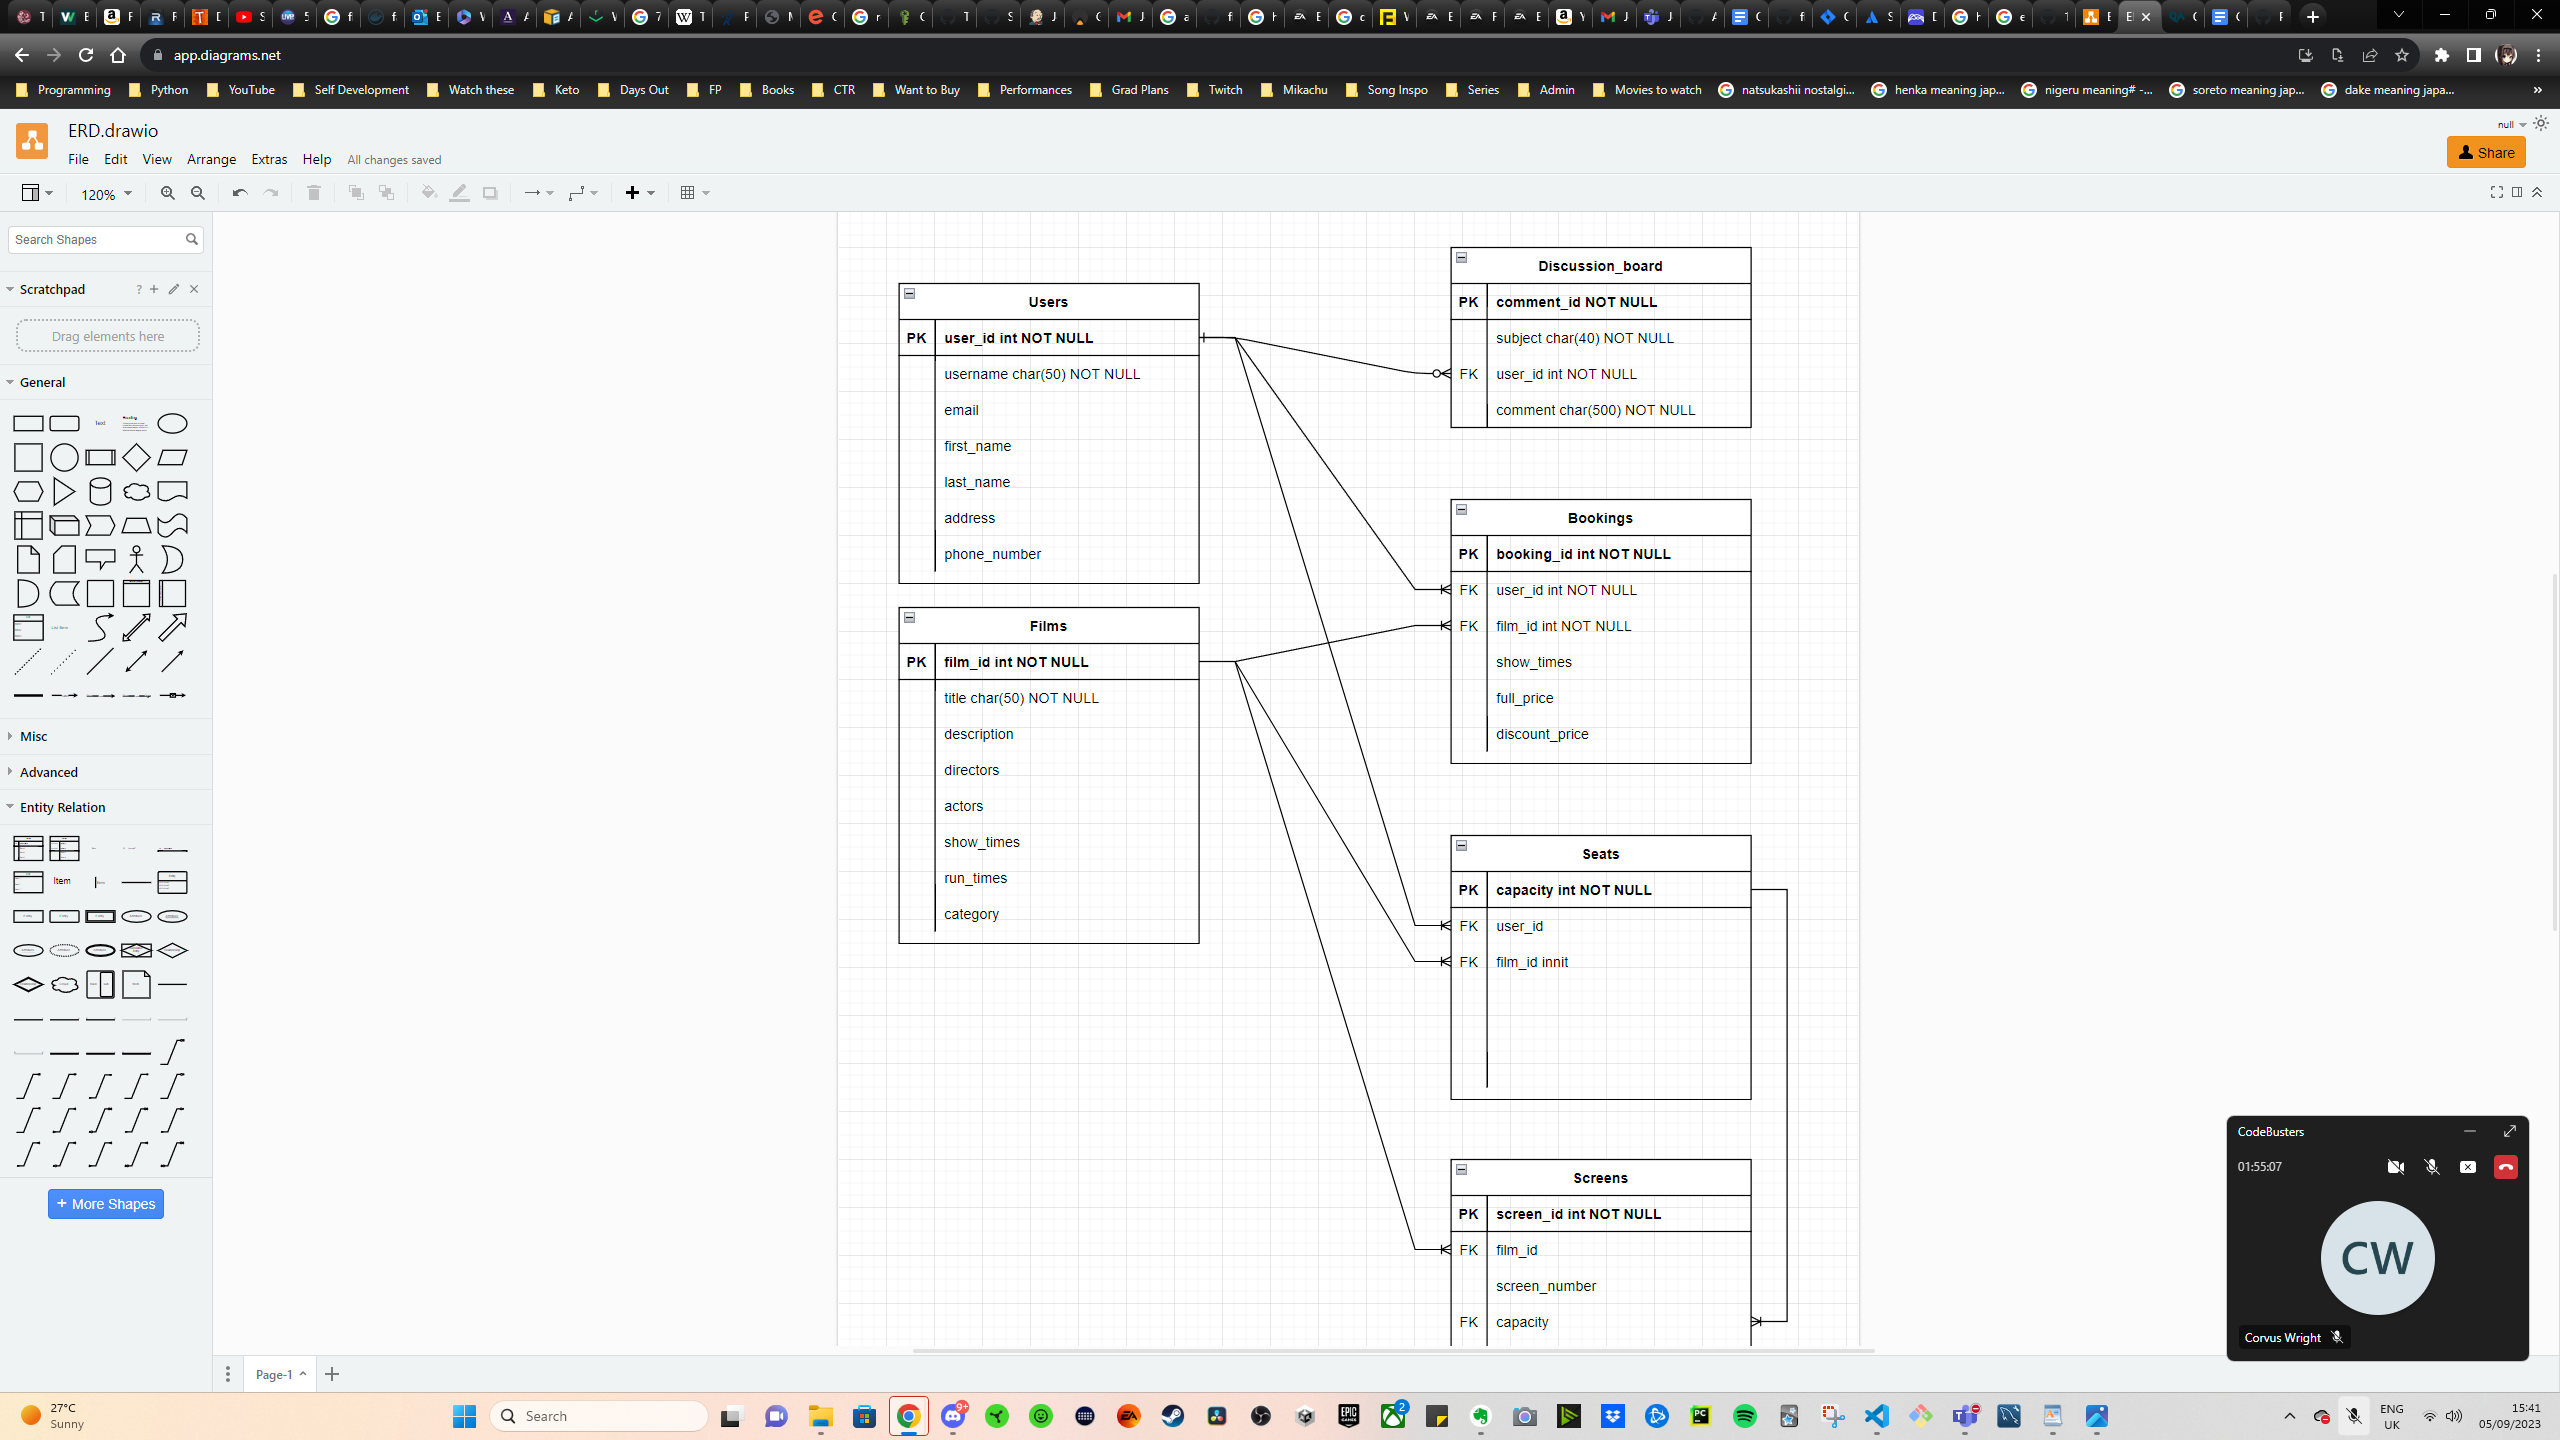 app.diagrams.net
Programming Python YouTube Self Development Watch these Keto Days Out FP Books CTR Want to Buy Performances Grad Plans Twitch Mikachu Song Inspo Series Admin Movies to watch natsukashii nostalgi... henka meaning jap... nigeru meaning# -... soreto meaning jap... dake meaning japa... »
ERD.drawio
null
File Edit View Arrange Extras Help All changes saved
Share
120%
Search Shapes
Scratchpad
?
Drag elements here
General
Text
Misc
Advanced
Entity Relation
Item
+ More Shapes
Users
PK user_id int NOT NULL
username char(50) NOT NULL
email
first_name
last_name
address
phone_number
Films
PK film_id int NOT NULL
title char(50) NOT NULL
description
directors
actors
show_times
run_times
category
Discussion_board
PK comment_id NOT NULL
subject char(40) NOT NULL
FK user_id int NOT NULL
comment char(500) NOT NULL
Bookings
PK booking_id int NOT NULL
FK user_id int NOT NULL
FK film_id int NOT NULL
show_times
full_price
discount_price
Seats
PK capacity int NOT NULL
FK user_id
FK film_id innit
Screens
PK screen_id int NOT NULL
FK film_id
screen_number
FK capacity
CodeBusters
01:55:07
CW
Corvus Wright
Page-1
27°C
Sunny
Search
9+
EPIC GAMES
2
PC
ENG
UK
15:41
05/09/2023